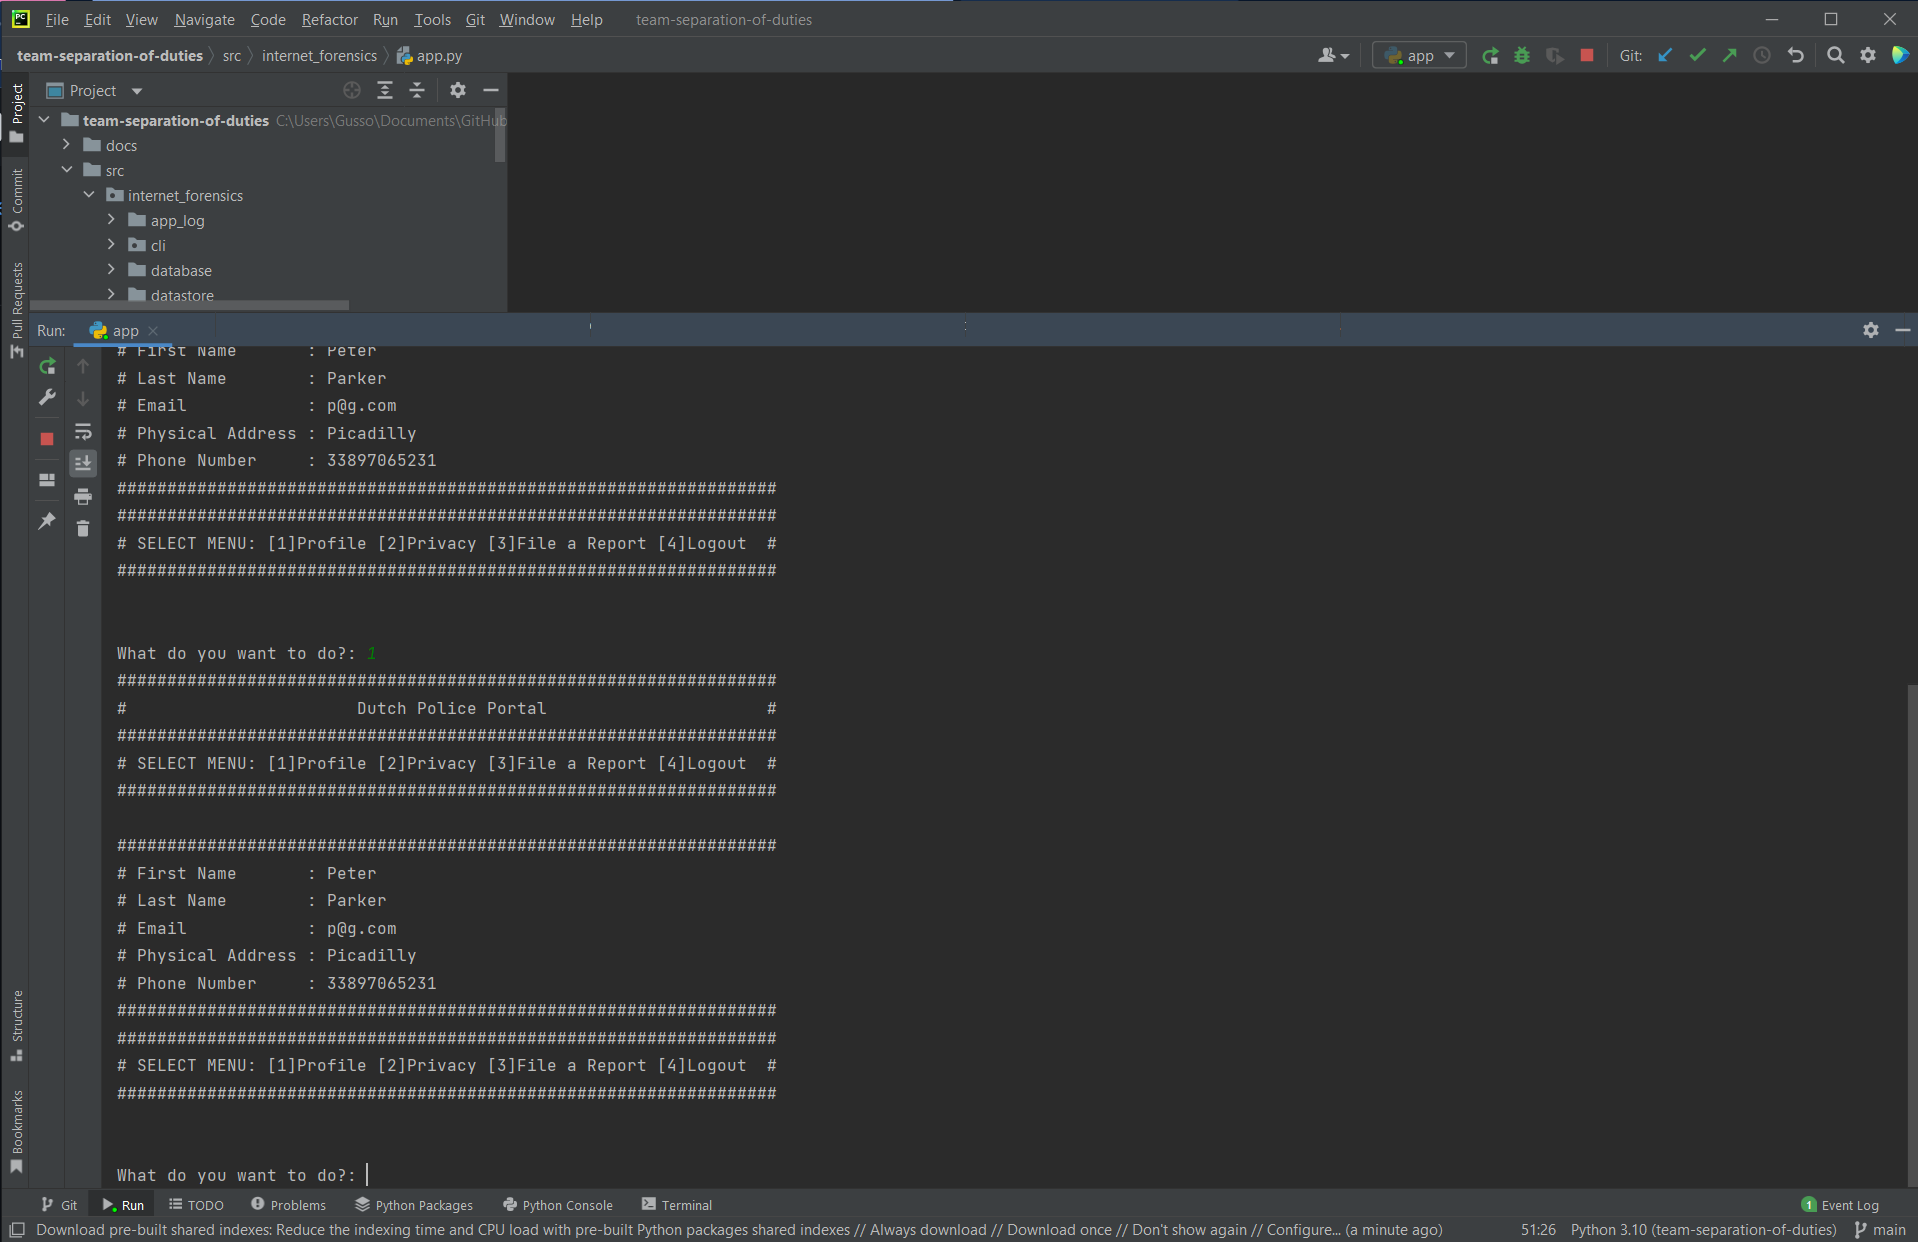 PC File Edit View Navigate Code Refactor Run Tools Git Window Help team-separation-of-duties
team-separation-of-duties src internet_forensics app.py app Git:
Project
Project
team-separation-of-duties C:\Users\Gusso\Documents\GitHub
docs
src
internet_forensics
app_log
cli
database
datastore
Commit
Pull Requests
Run: app
# First Name : Peter
# Last Name : Parker
# Email : p@g.com
# Physical Address : Picadilly
# Phone Number : 33897065231
##################################################################
##################################################################
# SELECT MENU: [1]Profile [2]Privacy [3]File a Report [4]Logout #
##################################################################
What do you want to do?: 1
##################################################################
# Dutch Police Portal #
##################################################################
# SELECT MENU: [1]Profile [2]Privacy [3]File a Report [4]Logout #
##################################################################
##################################################################
# First Name : Peter
# Last Name : Parker
# Email : p@g.com
# Physical Address : Picadilly
# Phone Number : 33897065231
##################################################################
##################################################################
# SELECT MENU: [1]Profile [2]Privacy [3]File a Report [4]Logout #
##################################################################
What do you want to do?:
Structure
Bookmarks
Git Run TODO Problems Python Packages Python Console Terminal 1 Event Log
Download pre-built shared indexes: Reduce the indexing time and CPU load with pre-built Python packages shared indexes // Always download // Download once // Don't show again // Configure... (a minute ago) 51:26 Python 3.10 (team-separation-of-duties) main